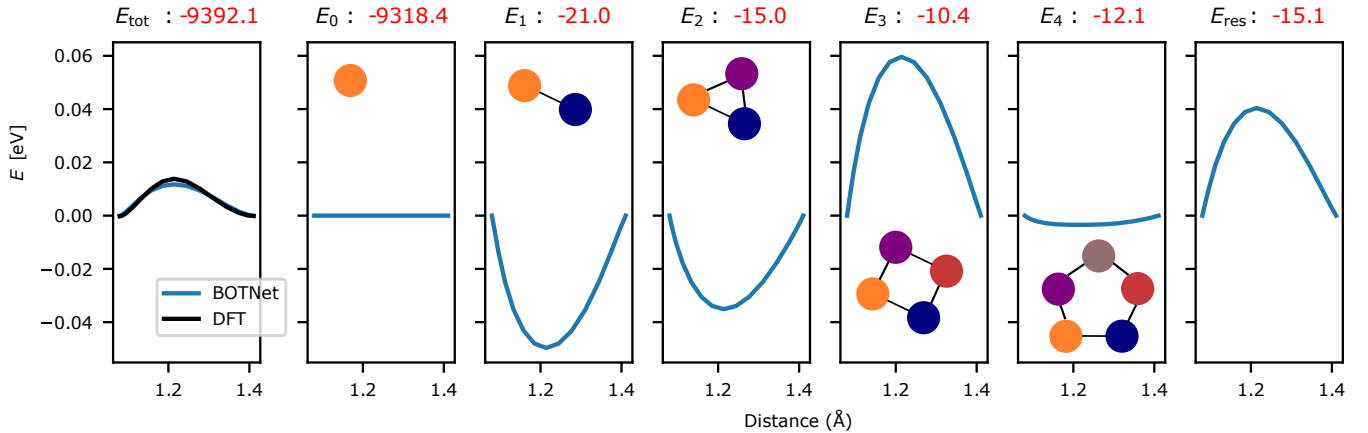 E_tot : -9392.1
E_0 : -9318.4
E_1 : -21.0
E_2 : -15.0
E_3 : -10.4
E_4 : -12.1
E_res : -15.1
E [eV]
0.06
0.04
0.02
0.00
−0.02
−0.04
BOTNet
DFT
1.2 1.4
1.2 1.4
1.2 1.4
1.2 1.4
1.2 1.4
1.2 1.4
1.2 1.4
Distance (Å)